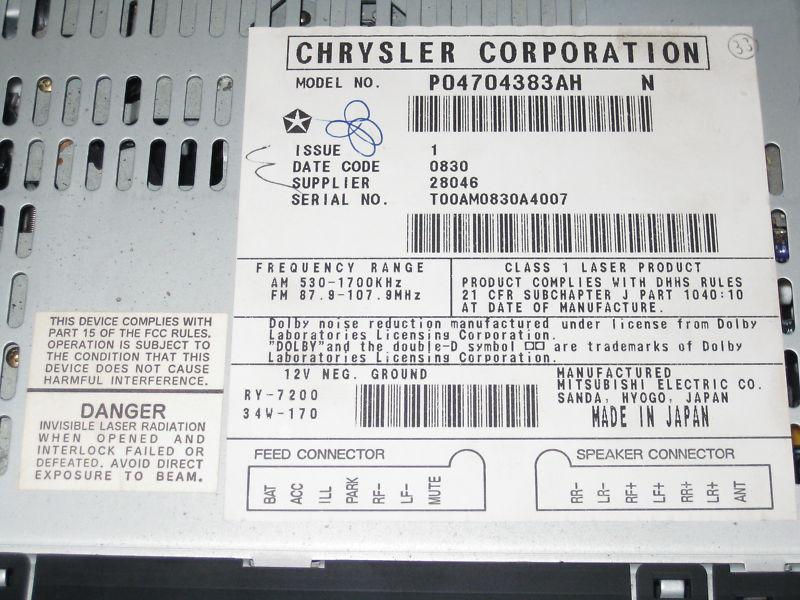 CHRYSLER CORPORATION
33
MODEL NO. P04704383AH N
ISSUE 1
DATE CODE 0830
SUPPLIER 28046
SERIAL NO. T00AM0830A4007
FREQUENCY RANGE
AM 530-1700KHz
FM 87.9-107.9MHz
CLASS 1 LASER PRODUCT
PRODUCT COMPLIES WITH DHHS RULES
21 CFR SUBCHAPTER J PART 1040:10
AT DATE OF MANUFACTURE.
Dolby noise reduction manufactured under license from Dolby
Laboratories Licensing Corporation.
"DOLBY"and the double-D symbol are trademarks of Dolby
Laboratories Licensing Corporation.
12V NEG. GROUND
RY-7200
34W-170
MANUFACTURED
MITSUBISHI ELECTRIC CO.
SANDA, HYOGO, JAPAN
MADE IN JAPAN
FEED CONNECTOR
BAT ACC ILL PARK RF- LF- MUTE
SPEAKER CONNECTOR
RR- LR- RF+ LF+ RR+ LR+ ANT
THIS DEVICE COMPLIES WITH
PART 15 OF THE FCC RULES.
OPERATION IS SUBJECT TO
THE CONDITION THAT THIS
DEVICE DOES NOT CAUSE
HARMFUL INTERFERENCE.
DANGER
INVISIBLE LASER RADIATION
WHEN OPENED AND
INTERLOCK FAILED OR
DEFEATED. AVOID DIRECT
EXPOSURE TO BEAM.